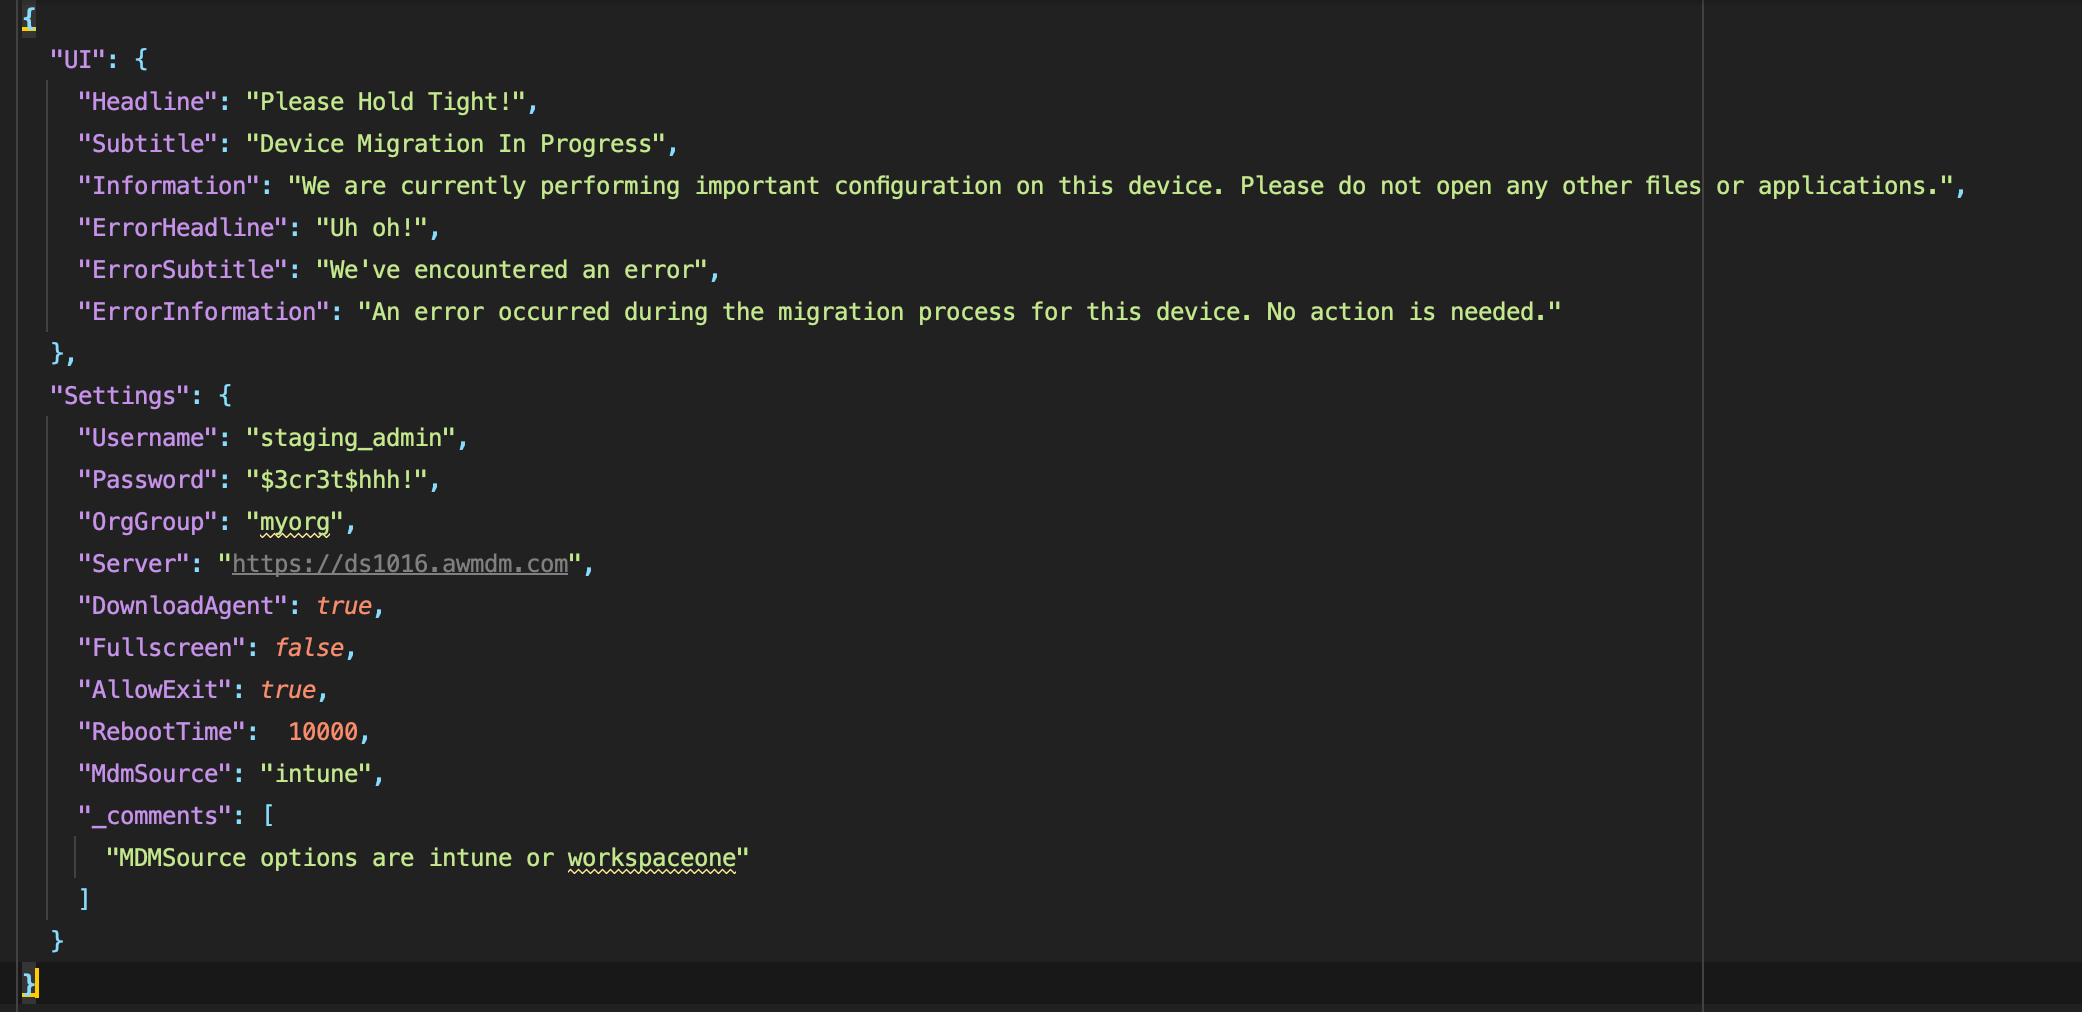 {
"UI": {
"Headline": "Please Hold Tight!",
"Subtitle": "Device Migration In Progress",
"Information": "We are currently performing important configuration on this device. Please do not open any other files or applications.",
"ErrorHeadline": "Uh oh!",
"ErrorSubtitle": "We've encountered an error",
"ErrorInformation": "An error occurred during the migration process for this device. No action is needed."
},
"Settings": {
"Username": "staging_admin",
"Password": "$3cr3t$hhh!",
"OrgGroup": "myorg",
"Server": "https://ds1016.awmdm.com",
"DownloadAgent": true,
"Fullscreen": false,
"AllowExit": true,
"RebootTime":  10000,
"MdmSource": "intune",
"_comments": [
"MDMSource options are intune or workspaceone"
]
}
}